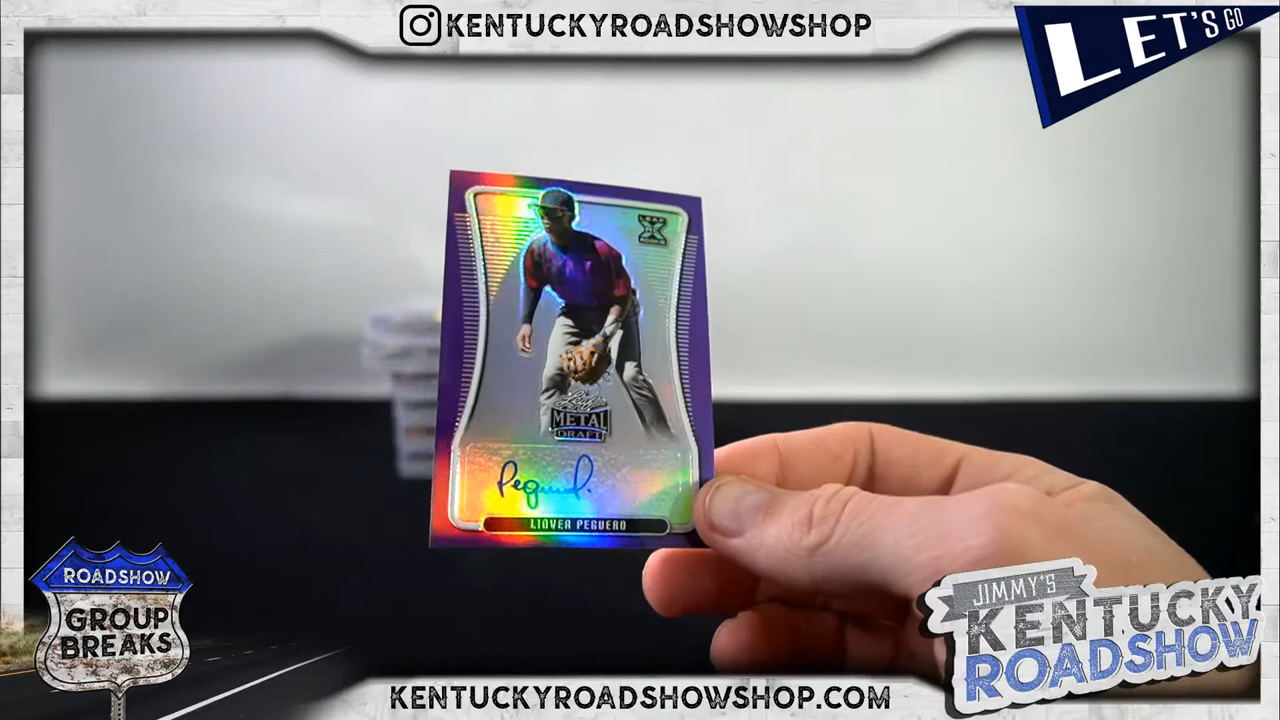 KENTUCKYROADSHOWSHOP
LET'S GO
LEAF
METAL
DRAFT
Peguero
LIOVER PEGUERO
ROADSHOW
GROUP
BREAKS
JIMMY'S
KENTUCKY
ROADSHOW
KENTUCKYROADSHOWSHOP.COM